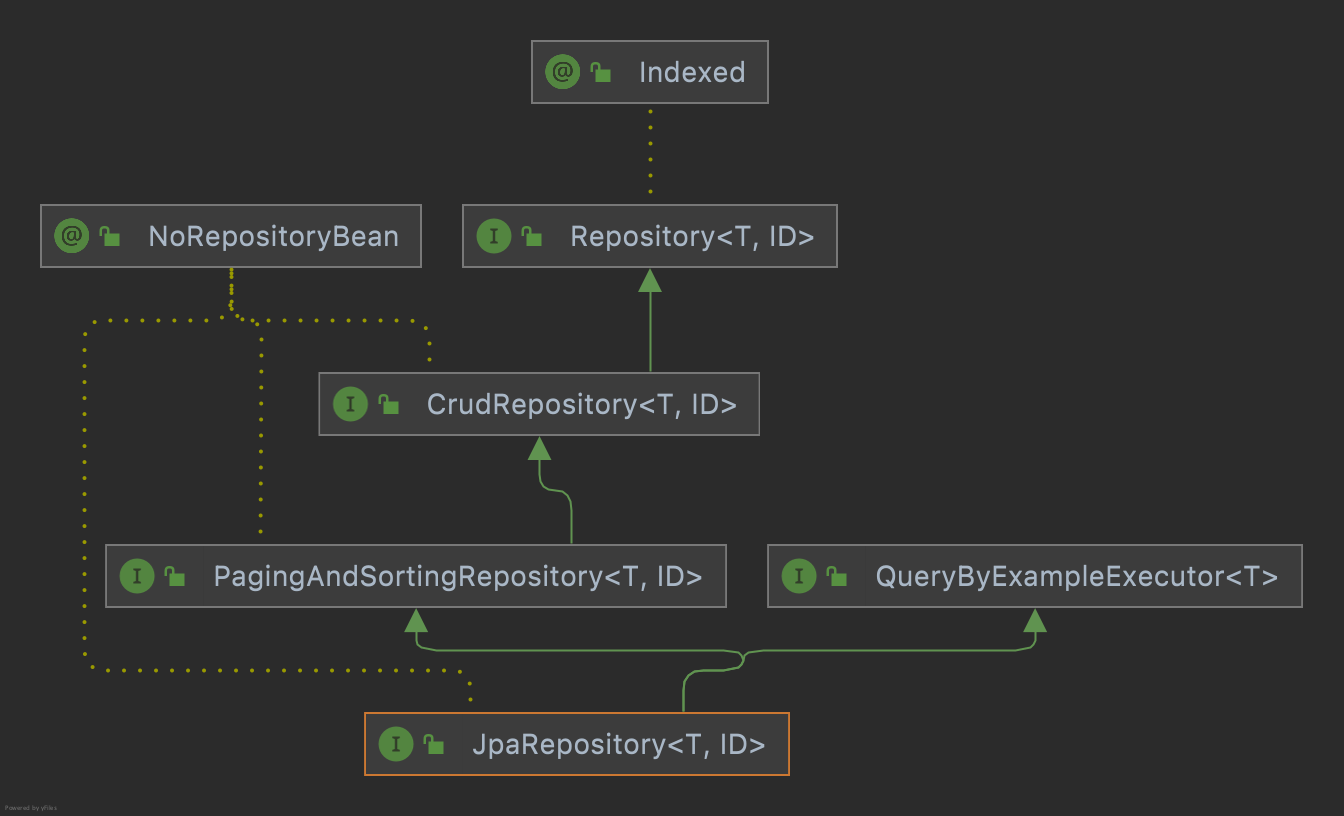 @ Indexed
@ NoRepositoryBean
I Repository<T, ID>
I CrudRepository<T, ID>
I PagingAndSortingRepository<T, ID>
I QueryByExampleExecutor<T>
I JpaRepository<T, ID>
Powered by yFiles